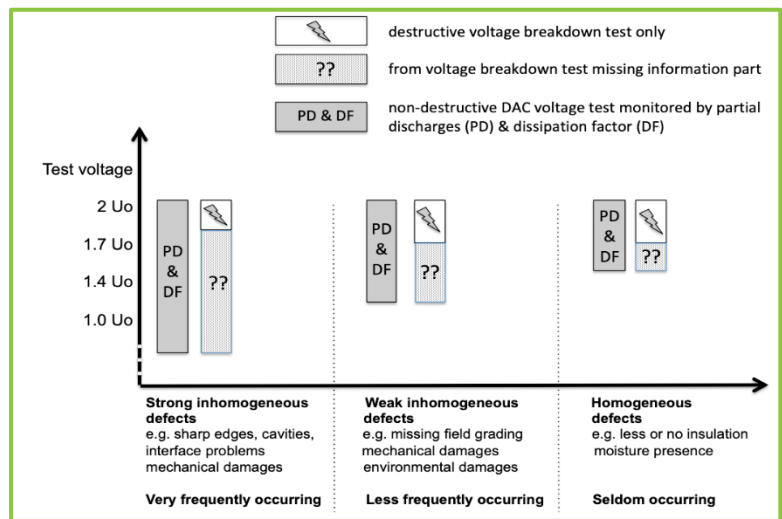 destructive voltage breakdown test only
??
from voltage breakdown test missing information part
PD & DF
non-destructive DAC voltage test monitored by partial
discharges (PD) & dissipation factor (DF)
Test voltage
2 Uo
1.7 Uo
1.4 Uo
1.0 Uo
PD
&
DF
??
PD
&
DF
??
PD
&
DF
??
Strong inhomogeneous
defects
e.g. sharp edges, cavities,
interface problems
mechanical damages
Very frequently occurring
Weak inhomogeneous
defects
e.g. missing field grading
mechanical damages
environmental damages
Less frequently occurring
Homogeneous
defects
e.g. less or no insulation
moisture presence
Seldom occurring